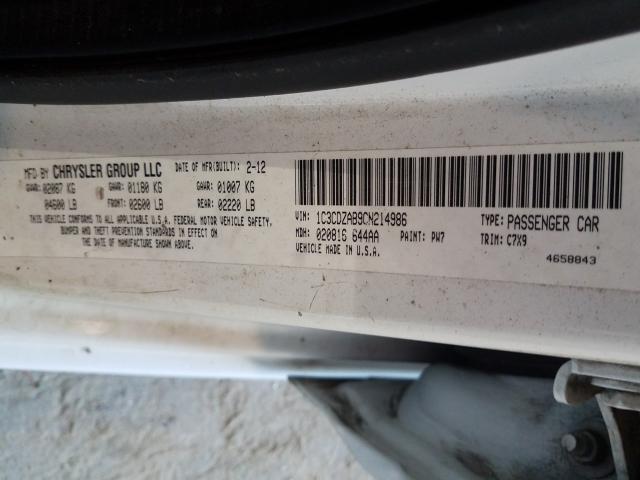 MFD BY CHRYSLER GROUP LLC DATE OF MFR(BUILT): 2-12
GVWR: 02087 KG GAWR: 01180 KG GAWR: 01007 KG
04600 LB FRONT: 02600 LB REAR: 02220 LB
THIS VEHICLE CONFORMS TO ALL APPLICABLE U.S.A. FEDERAL MOTOR VEHICLE SAFETY,
BUMPER AND THEFT PREVENTION STANDARDS IN EFFECT ON
THE DATE OF MANUFACTURE SHOWN ABOVE.
VIN: 1C3CDZAB9CN214986 TYPE: PASSENGER CAR
MDH: 020816 644AA PAINT: PW7 TRIM: C7X9
VEHICLE MADE IN U.S.A. 4658843